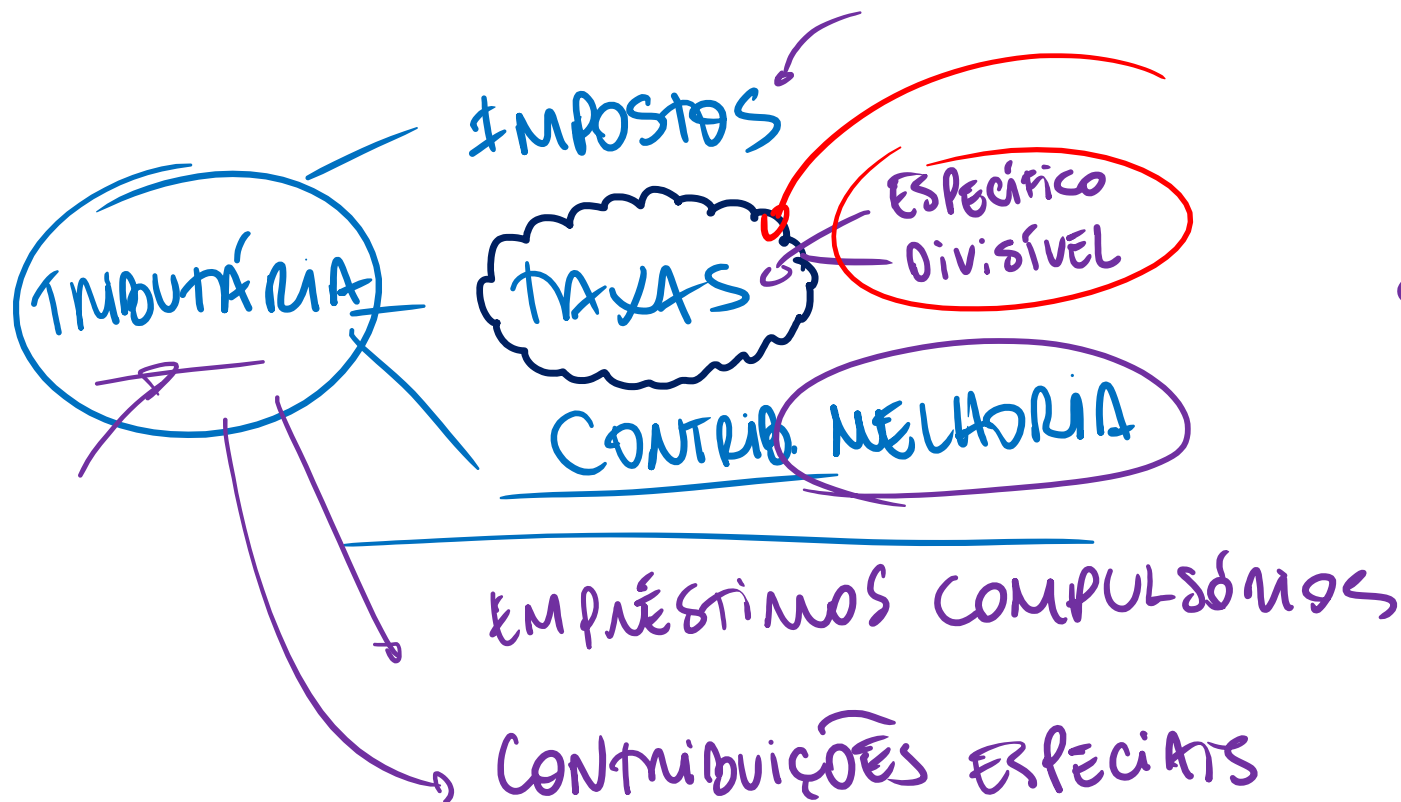 IMPOSTOS
ESPECÍFICO
DIVISÍVEL
TRIBUTÁRIA
TAXAS
CONTRIB. MELHORIA
EMPRÉSTIMOS COMPULSÓRIOS
CONTRIBUIÇÕES ESPECIAIS